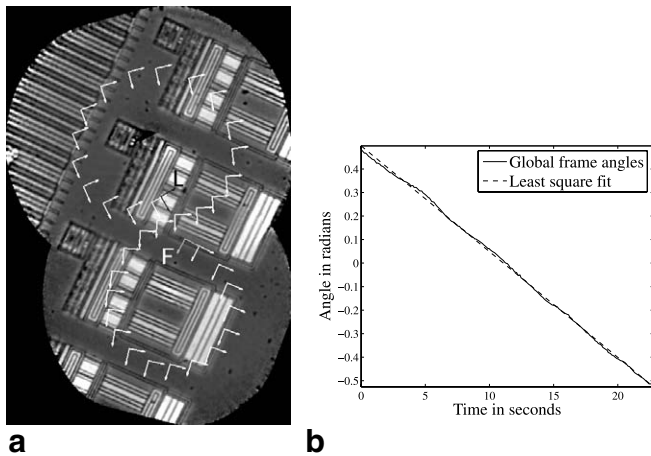 L
F
a
0.4
0.3
0.2
0.1
0
−0.1
−0.2
−0.3
−0.4
−0.5
Angle in radians
Global frame angles
Least square fit
0 5 10 15 20
Time in seconds
b